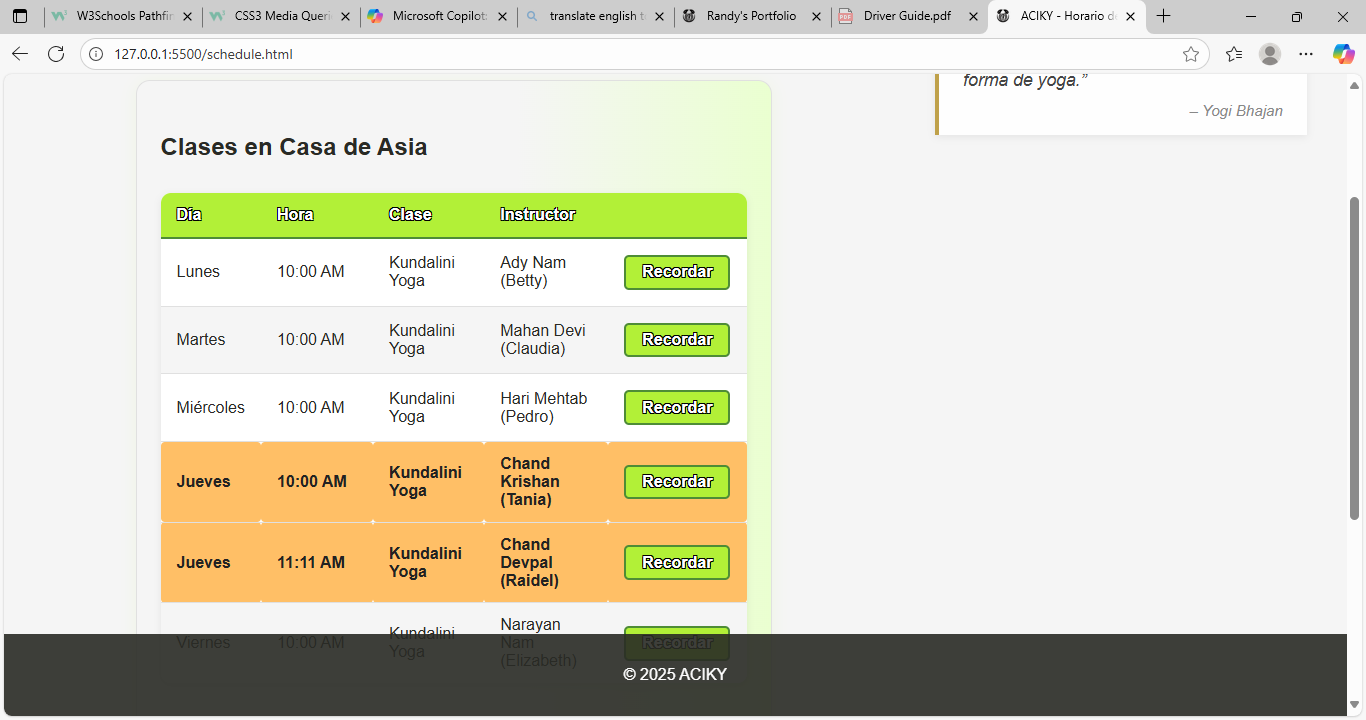 W3Schools Pathfin
CSS3 Media Queri
Microsoft Copilot:
translate english t
Randy's Portfolio
Driver Guide.pdf
ACIKY - Horario de
127.0.0.1:5500/schedule.html
forma de yoga.”
– Yogi Bhajan
Clases en Casa de Asia
Día Hora Clase Instructor
Lunes 10:00 AM Kundalini Yoga Ady Nam (Betty) Recordar
Martes 10:00 AM Kundalini Yoga Mahan Devi (Claudia) Recordar
Miércoles 10:00 AM Kundalini Yoga Hari Mehtab (Pedro) Recordar
Jueves 10:00 AM Kundalini Yoga Chand Krishan (Tania) Recordar
Jueves 11:11 AM Kundalini Yoga Chand Devpal (Raidel) Recordar
Viernes 10:00 AM Kundalini Yoga Narayan Nam (Elizabeth) Recordar
© 2025 ACIKY